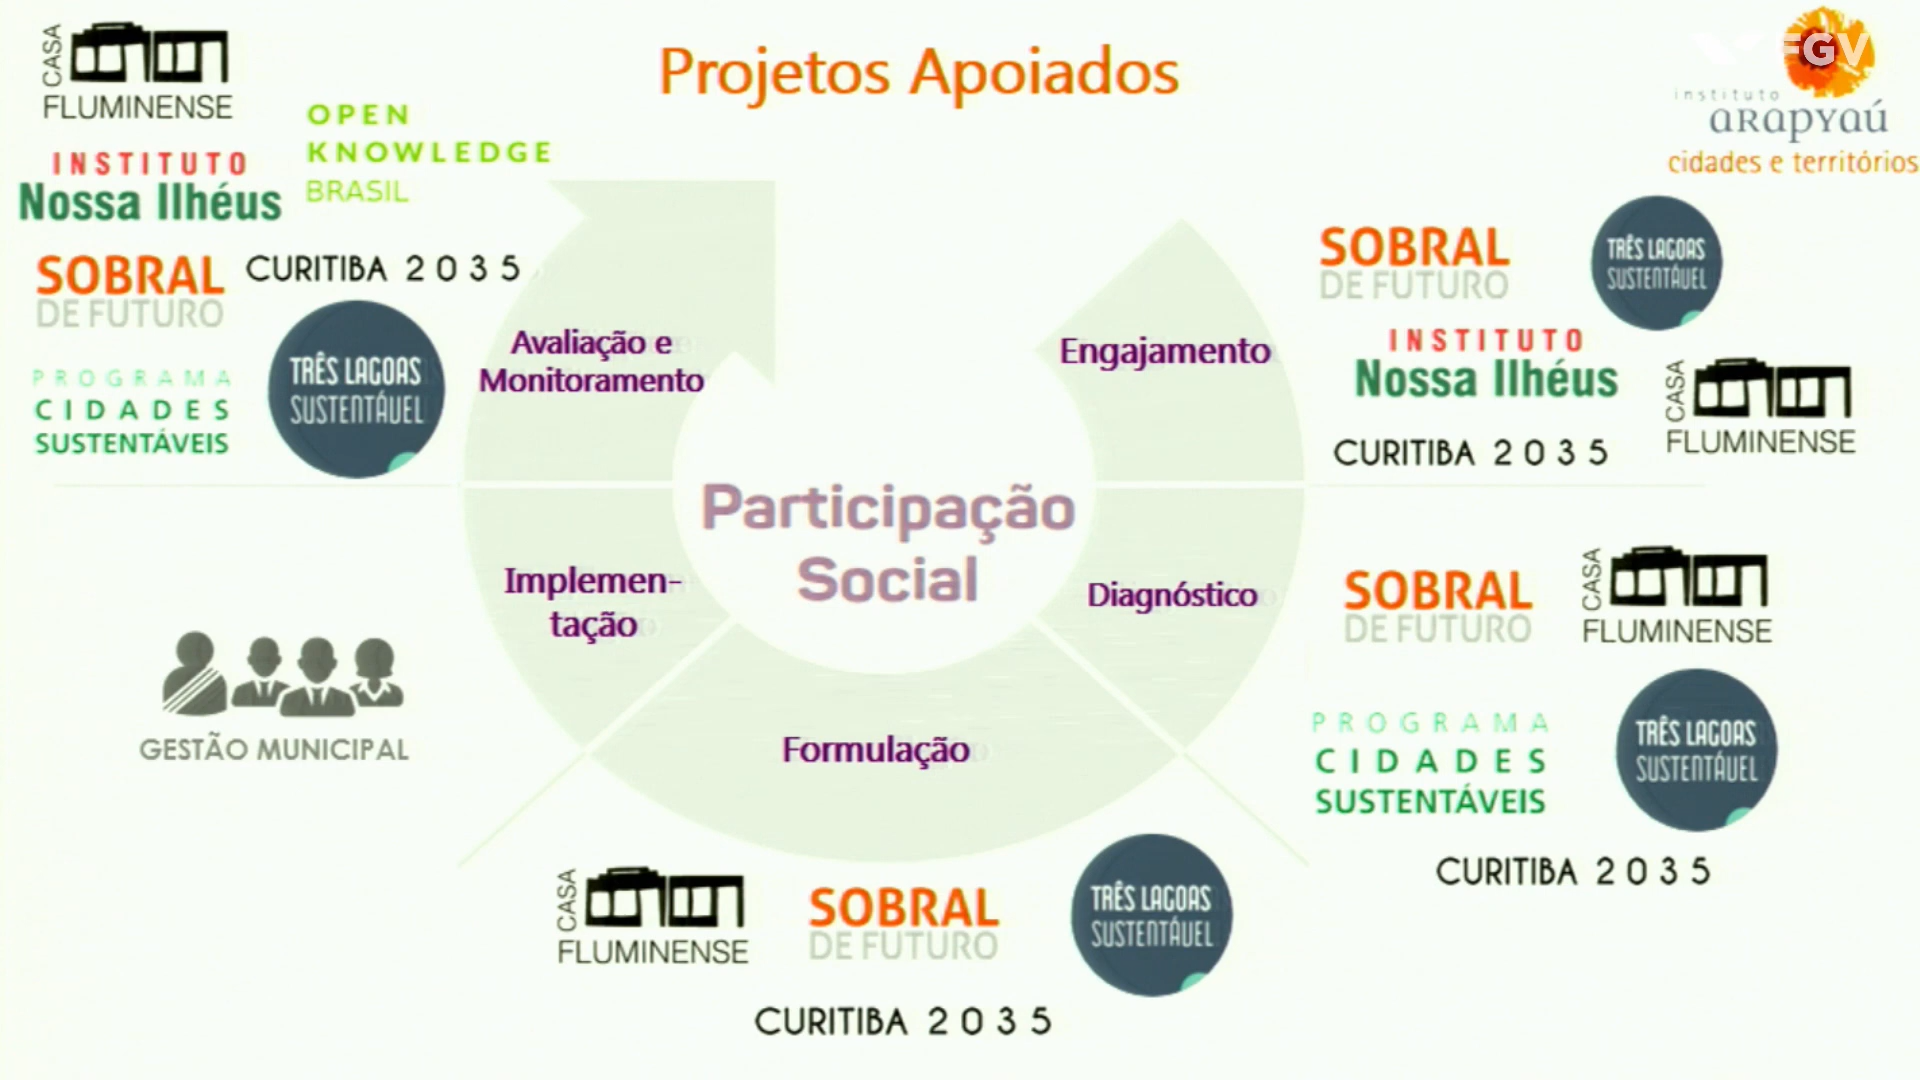 Projetos Apoiados
FGV
instituto
arapyaú
cidades e territórios
CASA
FLUMINENSE
OPEN
KNOWLEDGE
BRASIL
INSTITUTO
Nossa Ilhéus
SOBRAL
DE FUTURO
CURITIBA 2035
PROGRAMA
CIDADES
SUSTENTÁVEIS
TRÊS LAGOAS
SUSTENTÁVEL
Avaliação e
Monitoramento
Engajamento
SOBRAL
DE FUTURO
TRÊS LAGOAS
SUSTENTÁVEL
INSTITUTO
Nossa Ilhéus
CASA
FLUMINENSE
CURITIBA 2035
Participação
Social
Implemen-
tação
GESTÃO MUNICIPAL
Diagnóstico
SOBRAL
DE FUTURO
CASA
FLUMINENSE
PROGRAMA
CIDADES
SUSTENTÁVEIS
TRÊS LAGOAS
SUSTENTÁVEL
CURITIBA 2035
Formulação
CASA
FLUMINENSE
SOBRAL
DE FUTURO
TRÊS LAGOAS
SUSTENTÁVEL
CURITIBA 2035